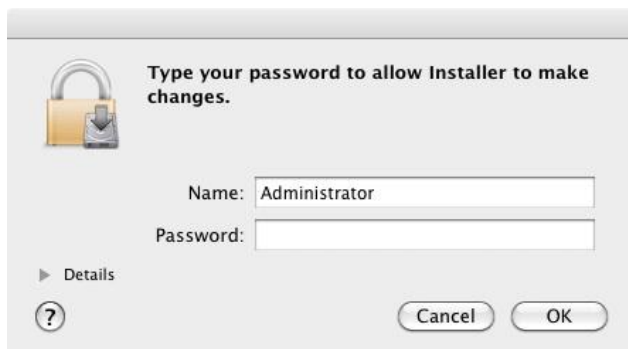 Type your password to allow Installer to make
changes.
Name: Administrator
Password:
Details
?
Cancel
OK